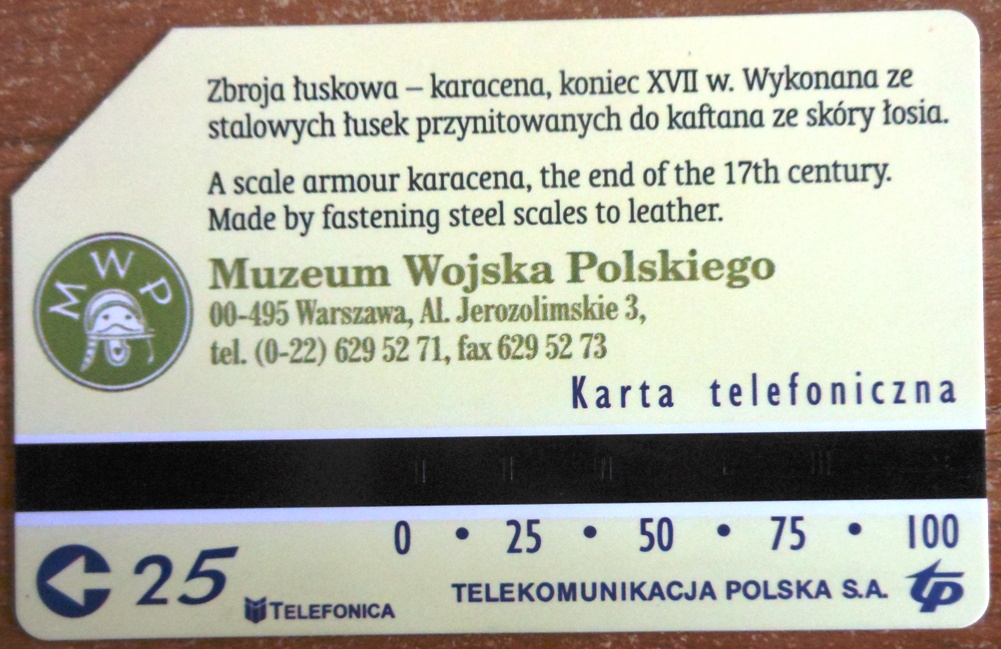 Zbroja łuskowa – karacena, koniec XVII w. Wykonana ze
stalowych łusek przynitowanych do kaftana ze skóry łosia.
A scale armour karacena, the end of the 17th century.
Made by fastening steel scales to leather.
MWP
Muzeum Wojska Polskiego
00-495 Warszawa, Al. Jerozolimskie 3,
tel. (0-22) 629 52 71, fax 629 52 73
Karta telefoniczna
0 • 25 • 50 • 75 • 100
25
TELEFONICA
TELEKOMUNIKACJA POLSKA S.A.
tp